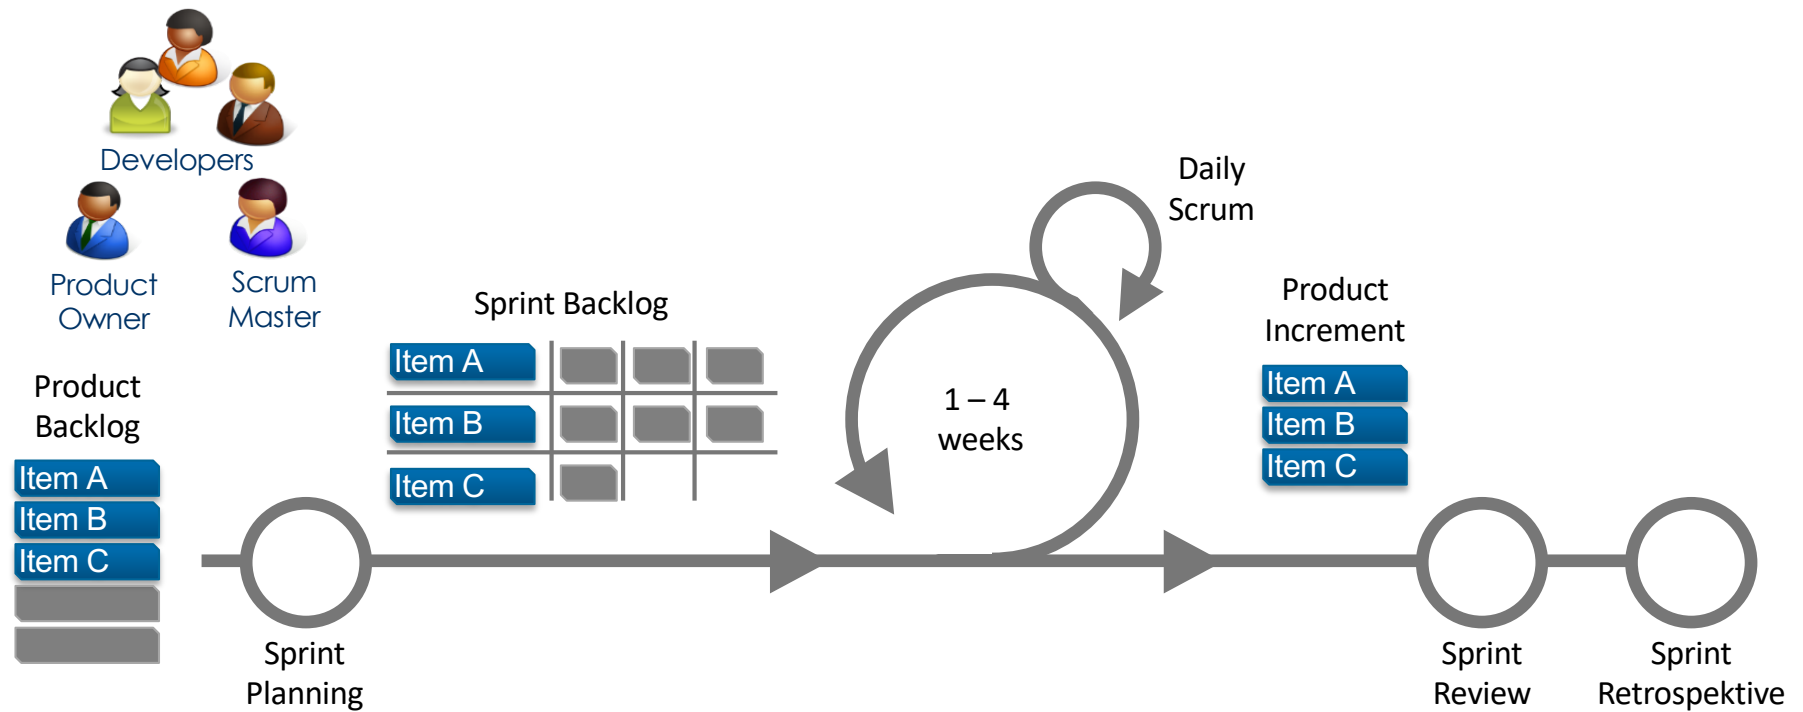 Developers
Product
Owner
Scrum
Master
Product
Backlog
Item A
Item B
Item C
Sprint
Planning
Sprint Backlog
Item A
Item B
Item C
1 – 4
weeks
Daily
Scrum
Product
Increment
Item A
Item B
Item C
Sprint
Review
Sprint
Retrospektive